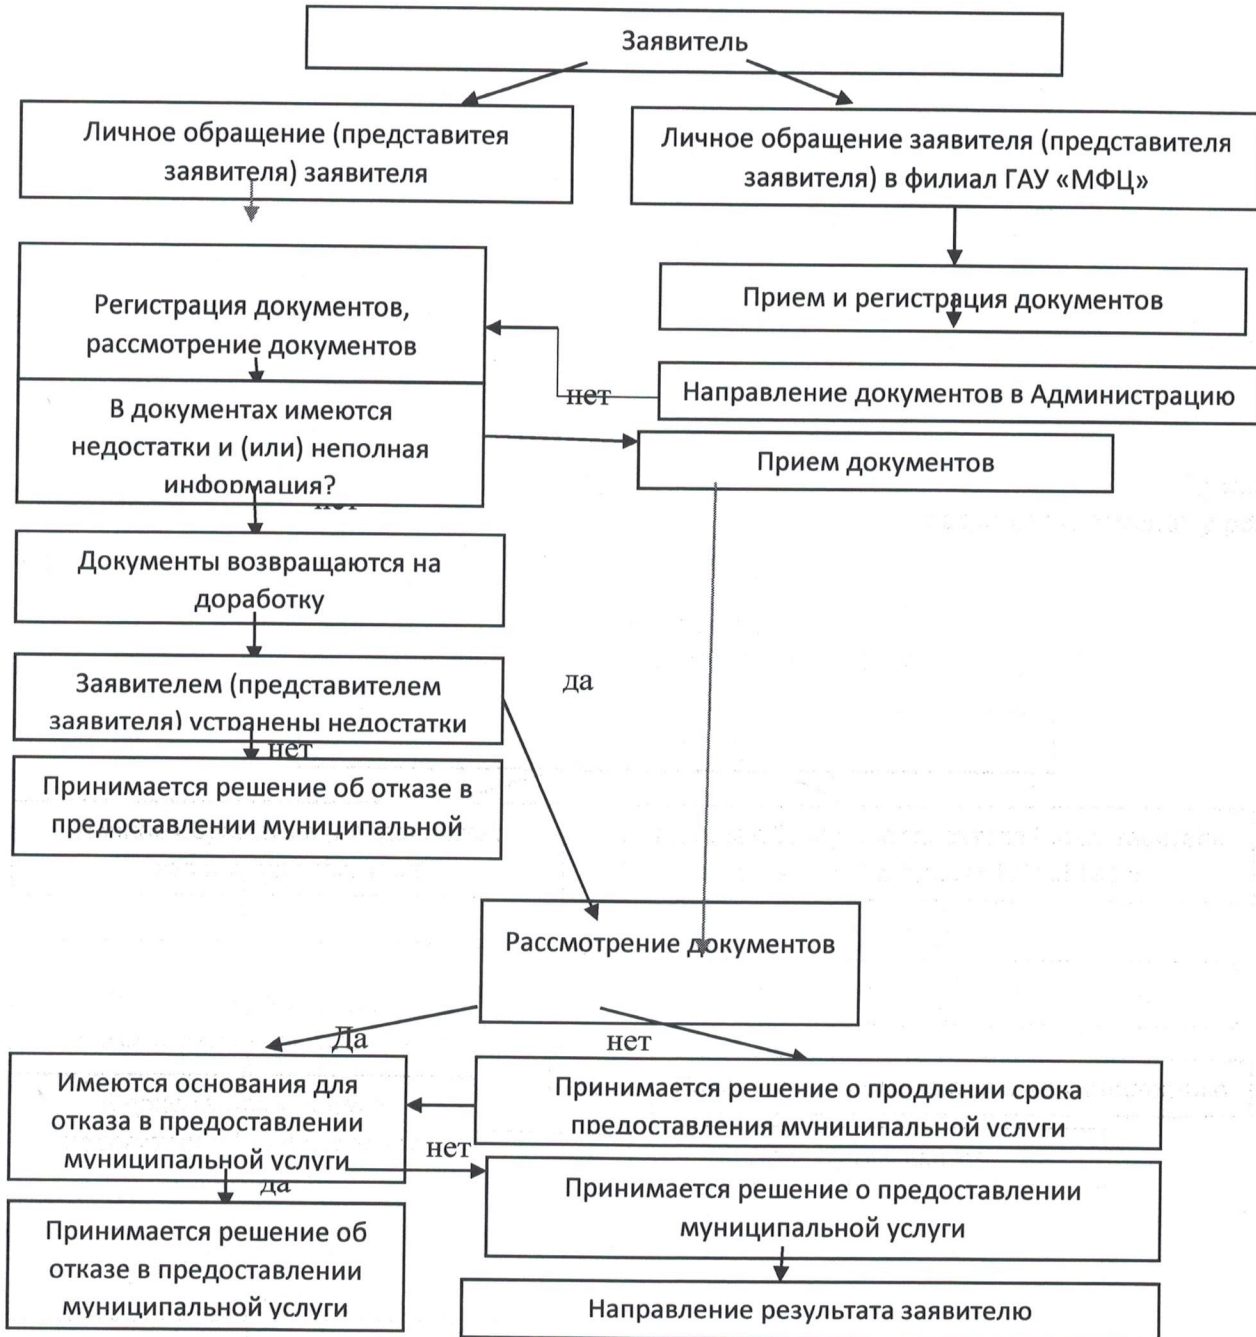 Заявитель
Личное обращение (представитея
заявителя) заявителя
Личное обращение заявителя (представителя
заявителя) в филиал ГАУ «МФЦ»
Регистрация документов,
рассмотрение документов
Прием и регистрация документов
Направление документов в Администрацию
нет
В документах имеются
недостатки и (или) неполная
информация?
нет
Прием документов
Документы возвращаются на
доработку
Заявителем (представителем
заявителя) устранены недостатки
да
нет
Принимается решение об отказе в
предоставлении муниципальной
Рассмотрение документов
Да
нет
Имеются основания для
отказа в предоставлении
муниципальной услуги
Принимается решение о продлении срока
предоставления муниципальной услуги
нет
да
Принимается решение о предоставлении
муниципальной услуги
Принимается решение об
отказе в предоставлении
муниципальной услуги
Направление результата заявителю